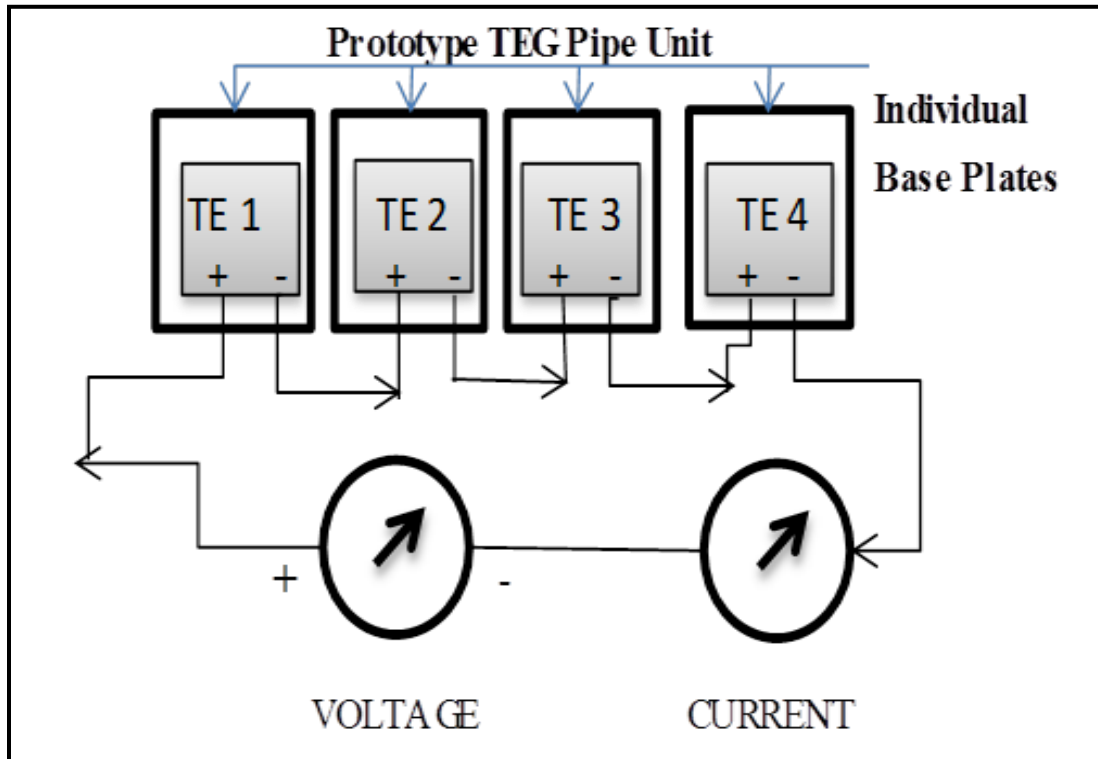 Prototype TEG Pipe Unit
Individual
Base Plates
TE 1
TE 2
TE 3
TE 4
+ -
+ -
+ -
+ -
+ -
VOLTAGE
CURRENT